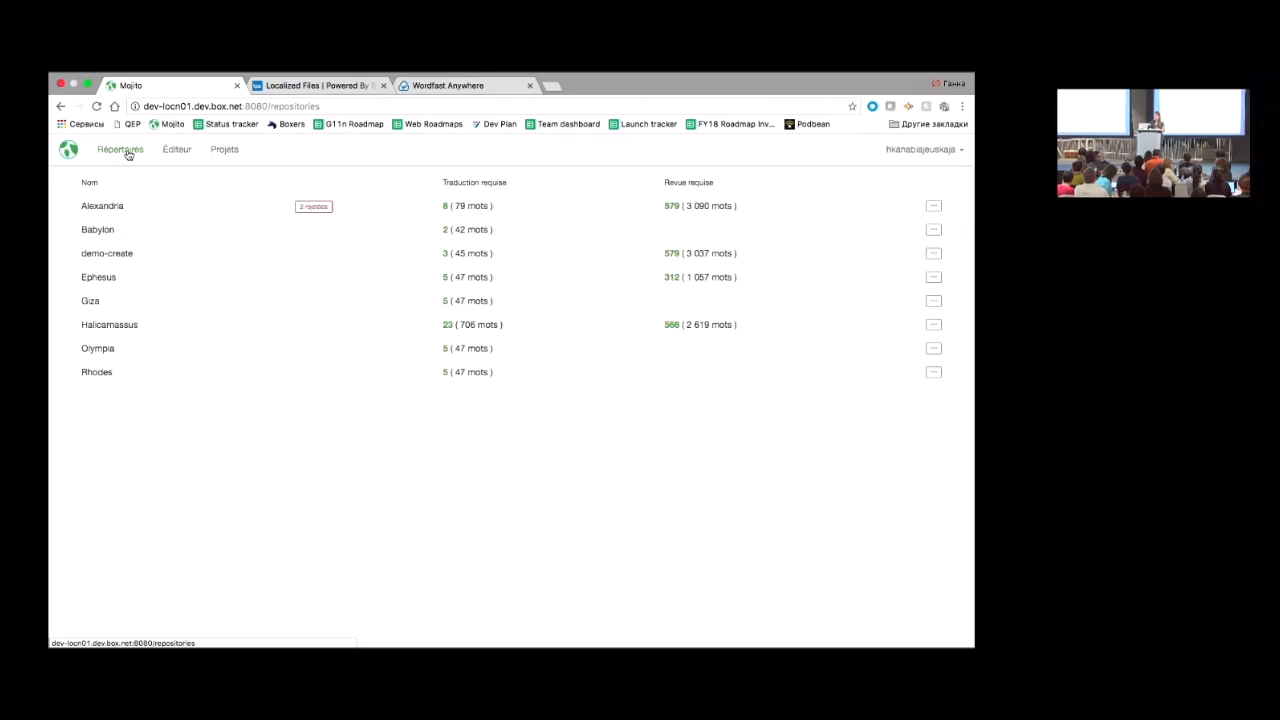 Mojito
Localized Files | Powered By
Wordfast Anywhere
Ганна
dev-locn01.dev.box.net:8080/repositories
Сервисы
QEP
Mojito
Status tracker
Boxers
G11n Roadmap
Web Roadmaps
Dev Plan
Team dashboard
Launch tracker
FY18 Roadmap Inv...
Podbean
Другие закладки
Répertoires
Éditeur
Projets
hkanabiajeuskaja
Nom
Traduction requise
Revue requise
Alexandria
2 rejetées
8 ( 79 mots )
579 ( 3 090 mots )
Babylon
2 ( 42 mots )
demo-create
3 ( 45 mots )
579 ( 3 037 mots )
Ephesus
5 ( 47 mots )
312 ( 1 057 mots )
Giza
5 ( 47 mots )
Halicarnassus
23 ( 706 mots )
566 ( 2 619 mots )
Olympia
5 ( 47 mots )
Rhodes
5 ( 47 mots )
dev-locn01.dev.box.net:8080/repositories